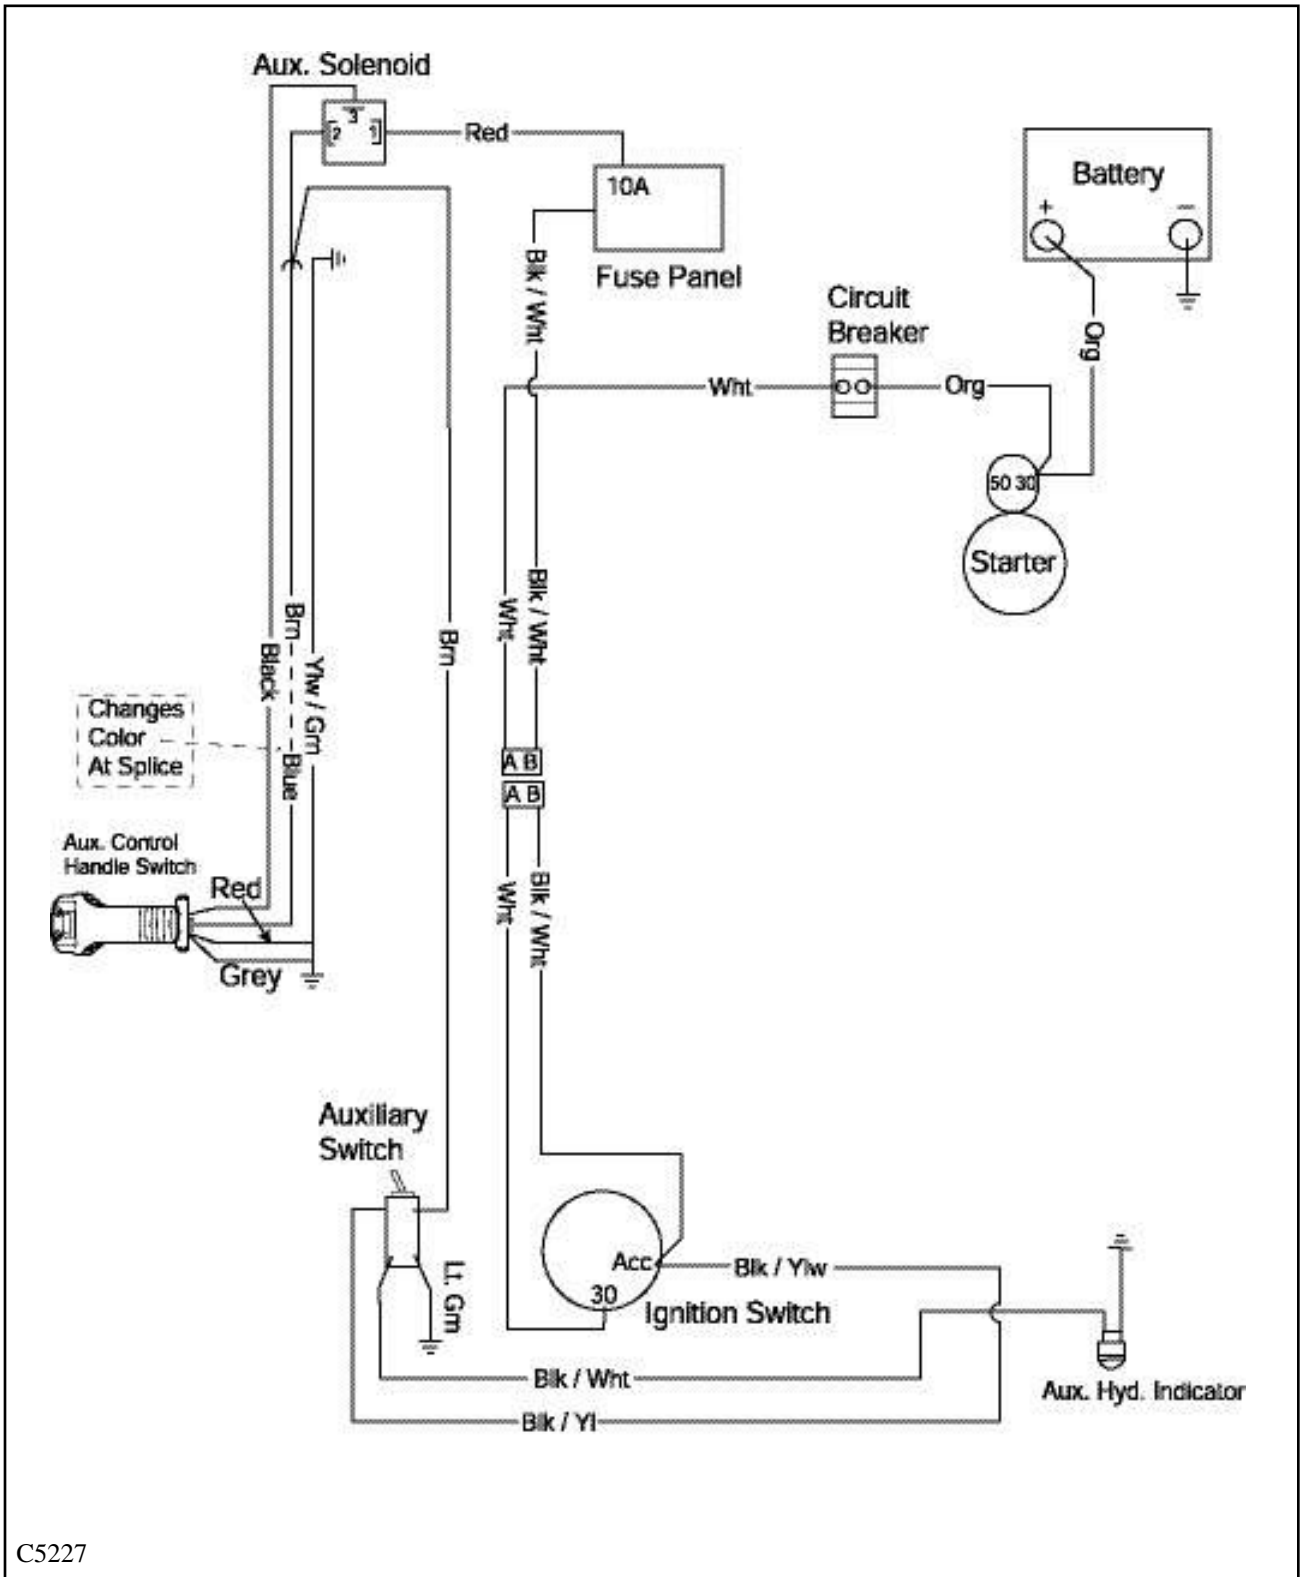 Aux. Solenoid
3
2
1
Red
10A
Fuse Panel
Battery
+
−
Circuit
Breaker
Blk / Wht
Org
Wht
Org
50 30
Starter
Wht
Blk / Wht
Brn
Black
Ylw / Grn
Brn
Blue
Changes
Color
At Splice
A B
A B
Aux. Control
Handle Switch
Red
Grey
Wht
Blk / Wht
Auxiliary
Switch
Lt. Grn
Acc
30
Ignition Switch
Blk / Ylw
Blk / Wht
Blk / Yl
Aux. Hyd. Indicator
C5227